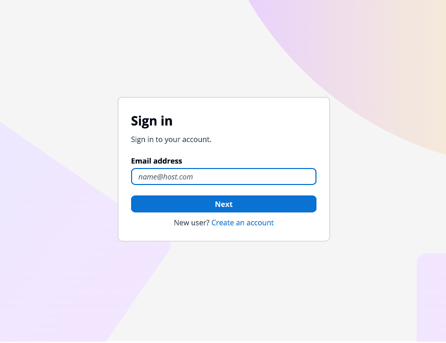 Sign in
Sign in to your account.
Email address
name@host.com
Next
New user? Create an account